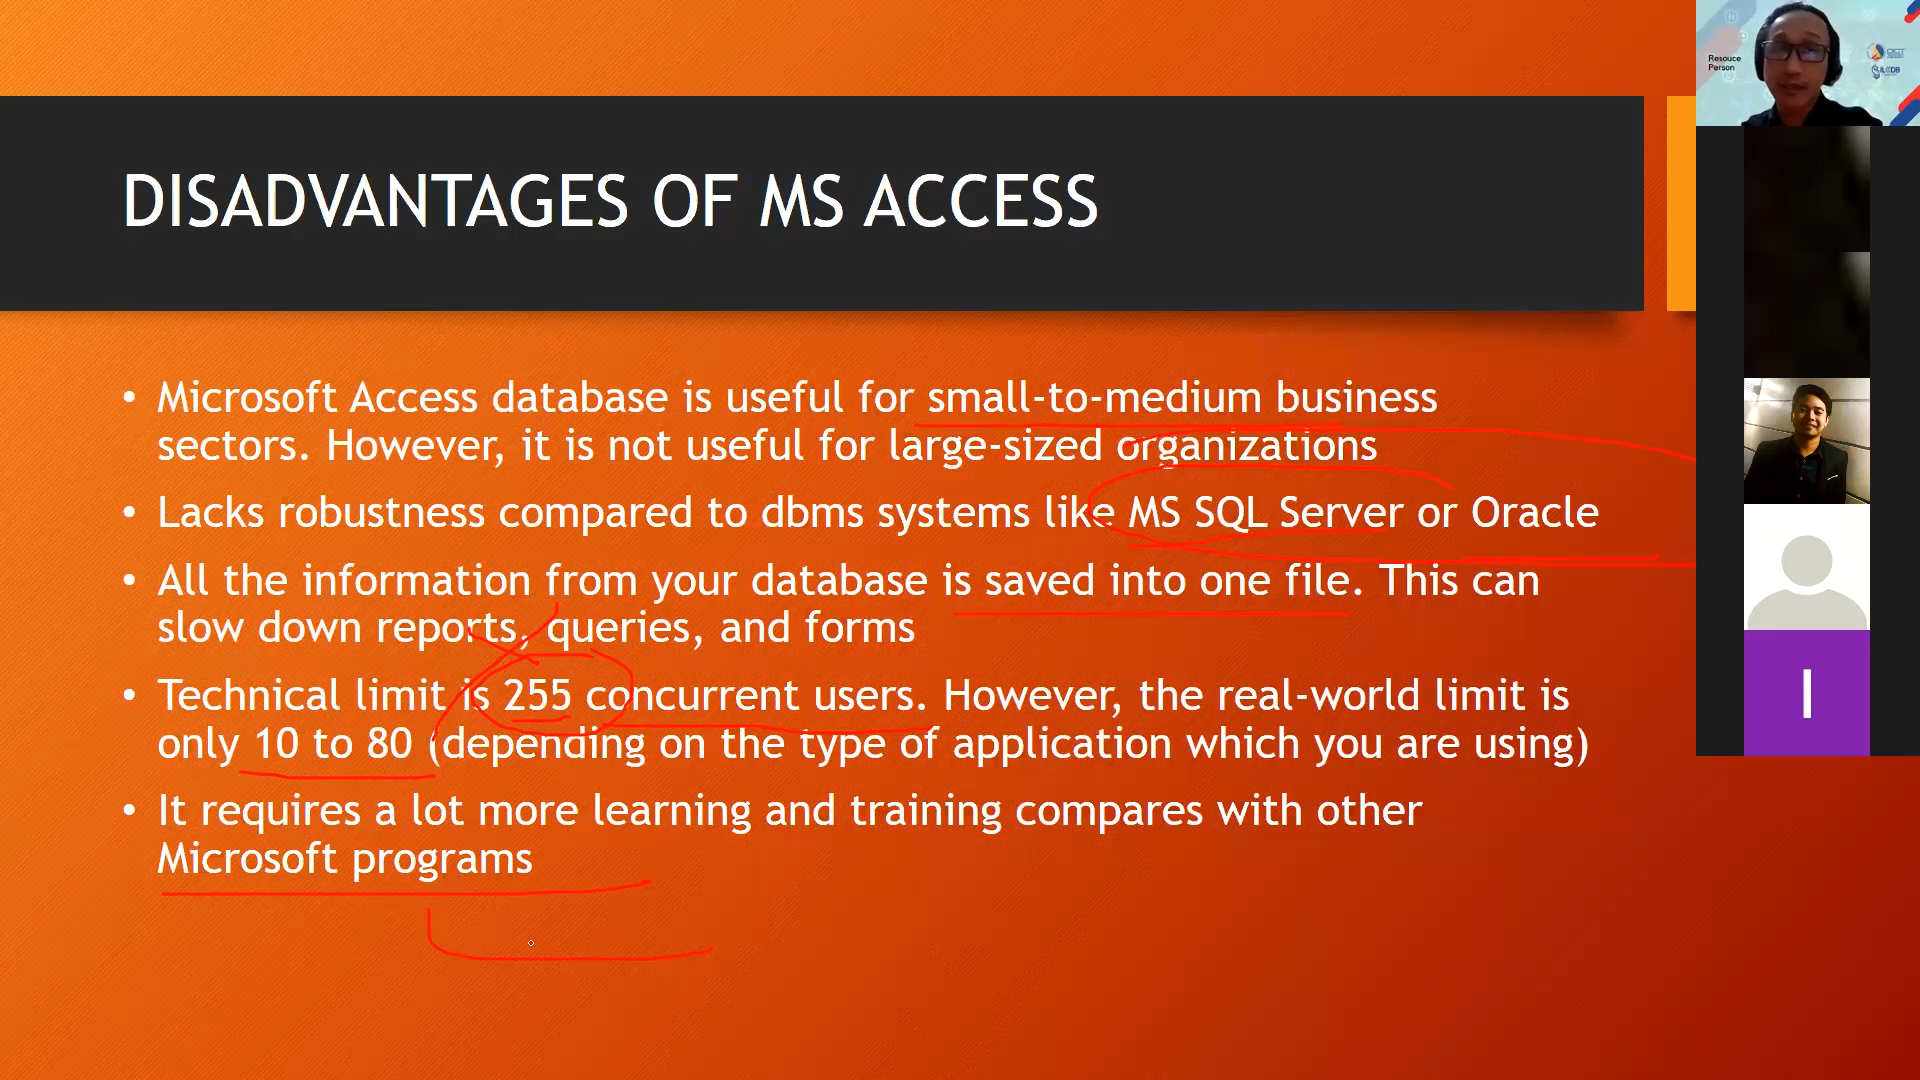 DISADVANTAGES OF MS ACCESS
• Microsoft Access database is useful for small-to-medium business
sectors. However, it is not useful for large-sized organizations
• Lacks robustness compared to dbms systems like MS SQL Server or Oracle
• All the information from your database is saved into one file. This can
slow down reports, queries, and forms
• Technical limit is 255 concurrent users. However, the real-world limit is
only 10 to 80 (depending on the type of application which you are using)
• It requires a lot more learning and training compares with other
Microsoft programs
Resouce
Person
I